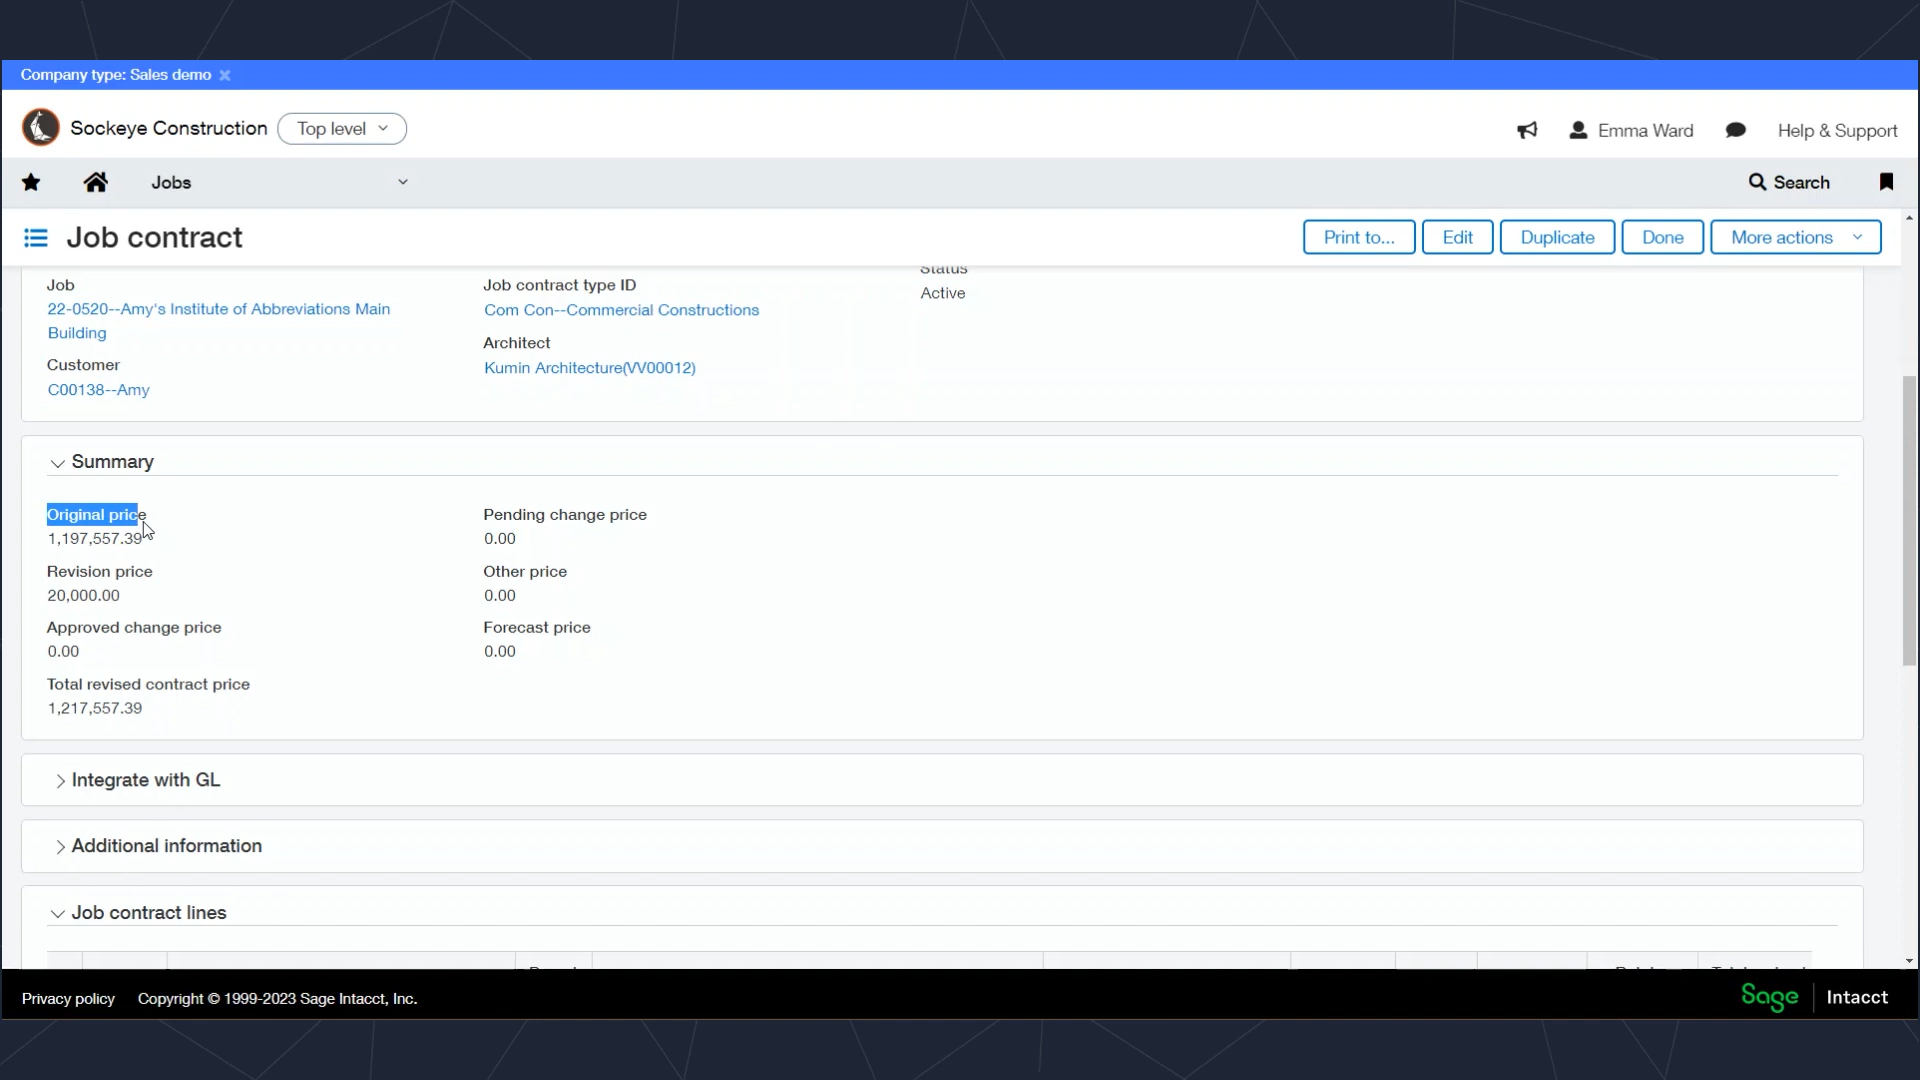 Company type: Sales demo
Sockeye Construction
Top level
Emma Ward
Help & Support
Jobs
Search
Job contract
Print to...
Edit
Duplicate
Done
More actions
Status
Active
Job
22-0520--Amy's Institute of Abbreviations Main
Building
Customer
C00138--Amy
Job contract type ID
Com Con--Commercial Constructions
Architect
Kumin Architecture(VV00012)
Summary
Original price
1,197,557.39
Revision price
20,000.00
Approved change price
0.00
Total revised contract price
1,217,557.39
Pending change price
0.00
Other price
0.00
Forecast price
0.00
Integrate with GL
Additional information
Job contract lines
Privacy policy
Copyright © 1999-2023 Sage Intacct, Inc.
Sage
Intacct